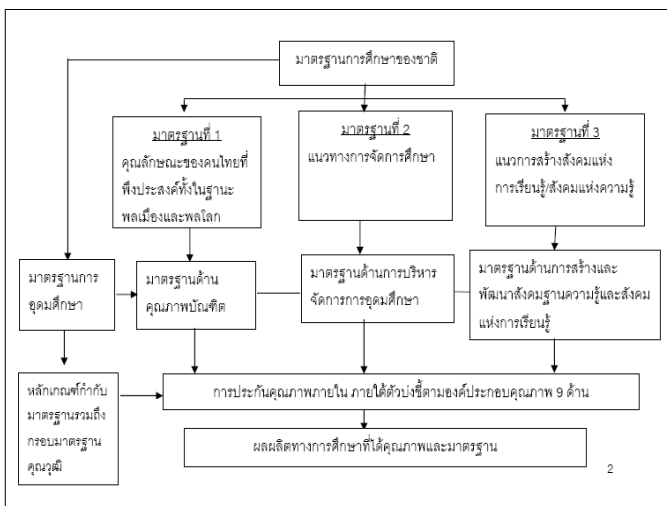 มาตรฐานการศึกษาของชาติ
มาตรฐานที่ 1
คุณลักษณะของคนไทยที่
พึงประสงค์ทั้งในฐานะ
พลเมืองและพลโลก
มาตรฐานที่ 2
แนวทางการจัดการศึกษา
มาตรฐานที่ 3
แนวการสร้างสังคมแห่ง
การเรียนรู้/สังคมแห่งความรู้
มาตรฐานการ
อุดมศึกษา
มาตรฐานด้าน
คุณภาพบัณฑิต
มาตรฐานด้านการบริหาร
จัดการการอุดมศึกษา
มาตรฐานด้านการสร้างและ
พัฒนาสังคมฐานความรู้และสังคม
แห่งการเรียนรู้
หลักเกณฑ์กำกับ
มาตรฐานรวมถึง
กรอบมาตรฐาน
คุณวุฒิ
การประกันคุณภาพภายใน ภายใต้ตัวบ่งชี้ตามองค์ประกอบคุณภาพ 9 ด้าน
ผลผลิตทางการศึกษาที่ได้คุณภาพและมาตรฐาน
2